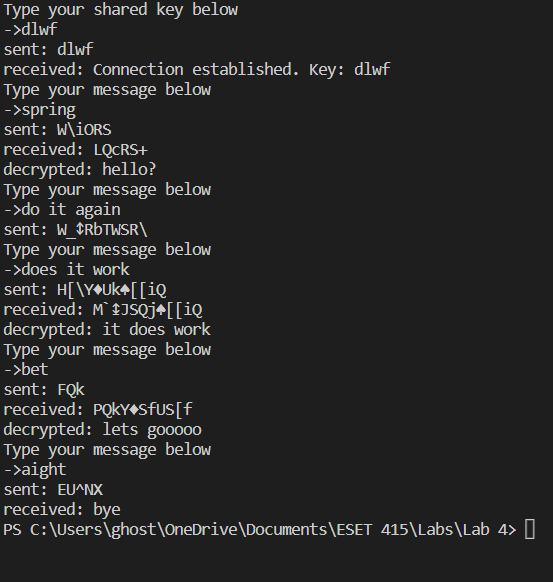 Type your shared key below
->dlwf
sent: dlwf
received: Connection established. Key: dlwf
Type your message below
->spring
sent: W\iORS
received: LQcRS+
decrypted: hello?
Type your message below
->do it again
sent: W_↕RbTWSR\
Type your message below
->does it work
sent: H[\Y♦Uk♠[[iQ
received: M`↨JSQj♠[[iQ
decrypted: it does work
Type your message below
->bet
sent: FQk
received: PQkY♦SfUS[f
decrypted: lets gooooo
Type your message below
->aight
sent: EU^NX
received: bye
PS C:\Users\ghost\OneDrive\Documents\ESET 415\Labs\Lab 4>